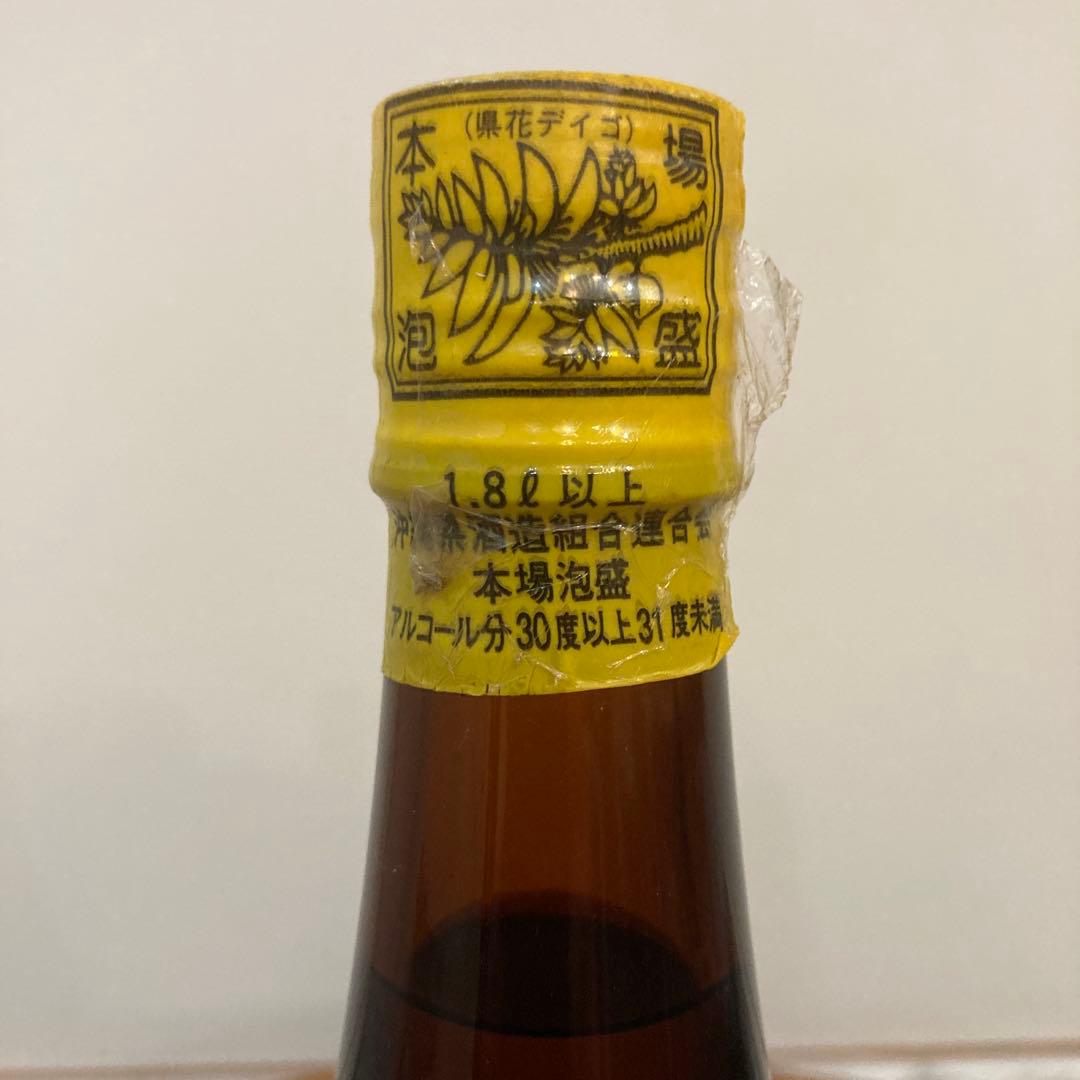 (県花デイゴ)
本場
泡盛
1.8ℓ以上
沖縄県酒造組合連合会
本場泡盛
アルコール分30度以上31度未満